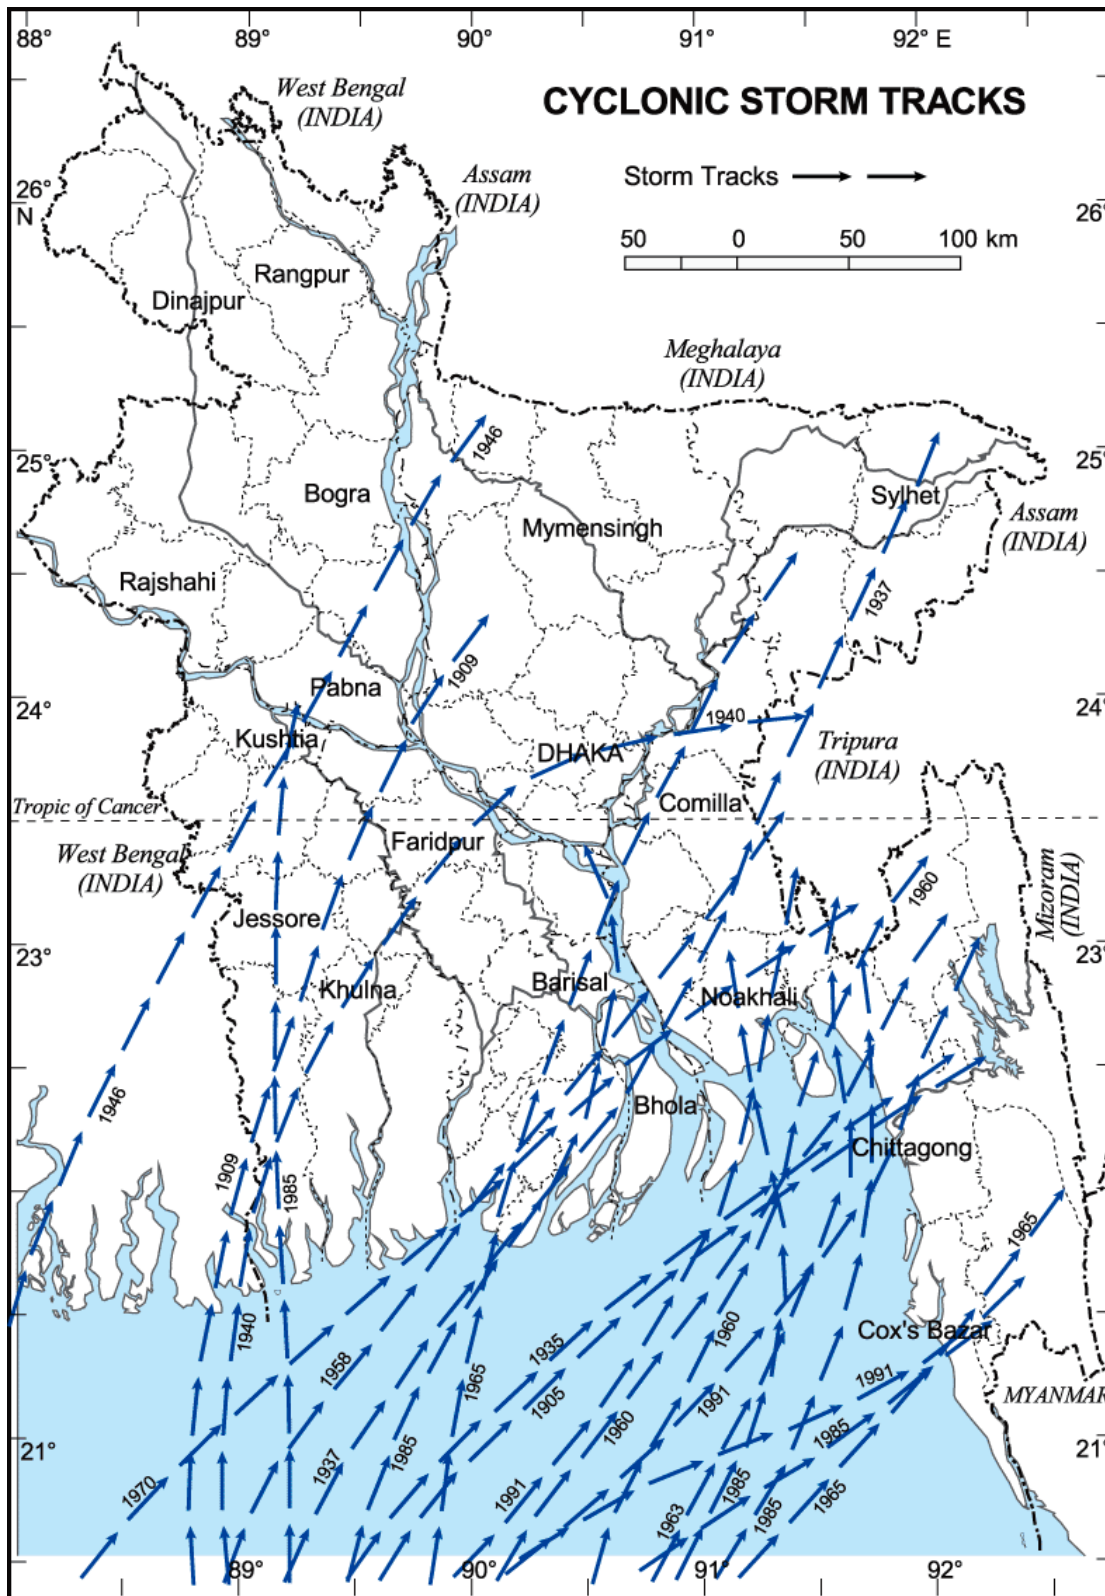 88° 89° 90° 91° 92° E
CYCLONIC STORM TRACKS
West Bengal
(INDIA)
Assam
(INDIA)
Storm Tracks
26°
N
26°
50 0 50 100 km
Rangpur
Dinajpur
Meghalaya
(INDIA)
1946
25°
25°
Bogra
Sylhet
Mymensingh
Assam
(INDIA)
Rajshahi
1937
1909
Pabna
24°
24°
1940
Kushtia
DHAKA
Tripura
(INDIA)
Tropic of Cancer
Comilla
Faridpur
West Bengal
(INDIA)
1960
Mizoram
(INDIA)
Jessore
23°
23°
Khulna
Barisal
Noakhali
1946
Bhola
Chittagong
1909
1985
1965
1940
1935
1960
Cox's Bazar
1958
1965
1991
MYANMAR
1905
1991
1960
1985
21°
21°
1937
1985
1970
1991
1963
1985
1985
1965
89° 90° 91° 92°